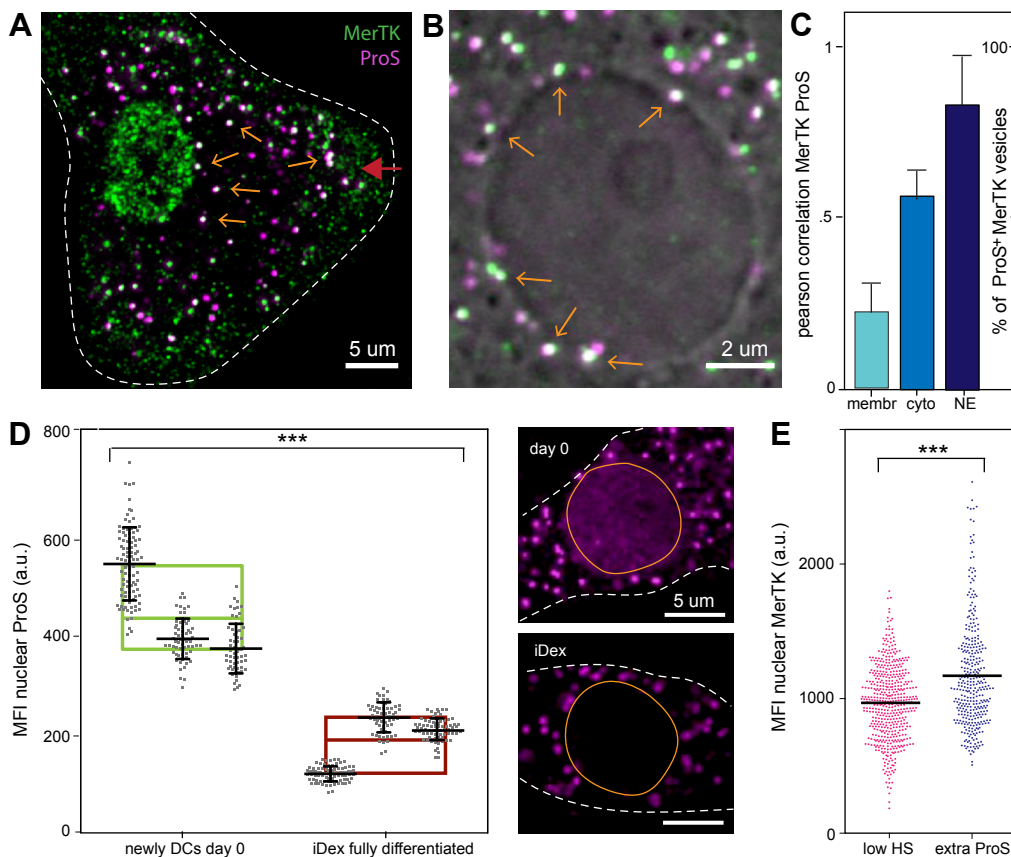 A
MerTK
ProS
5 um
B
2 um
C
pearson correlation MerTK ProS
1
.5
0
100
% of ProS⁺ MerTK vesicles
membr cyto NE
D
MFI nuclear ProS (a.u.)
800
600
400
200
0
***
newly DCs day 0 iDex fully differentiated
day 0
5 um
iDex
E
MFI nuclear MerTK (a.u.)
***
2000
1000
0
low HS extra ProS